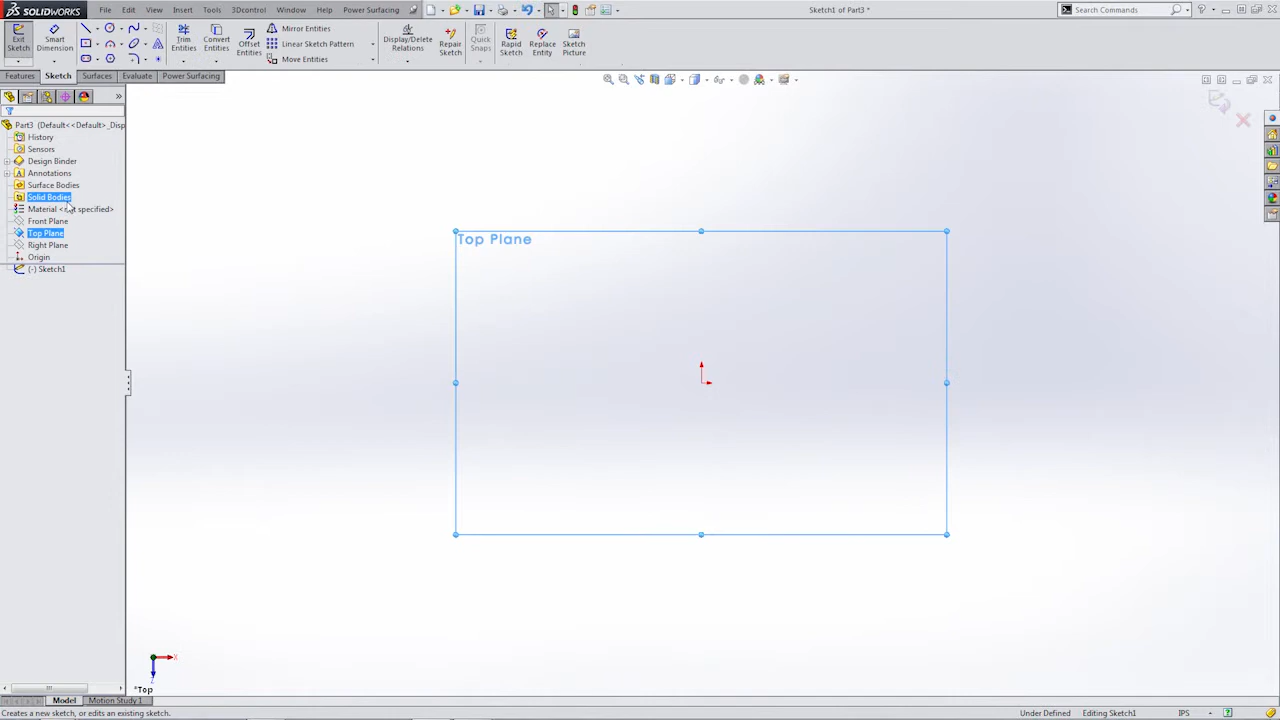 SOLIDWORKS File Edit View Insert Tools 3Dcontrol Window Help Power Surfacing Sketch1 of Part3 * Search Commands
Exit Sketch
Smart Dimension
Trim Entities
Convert Entities
Offset Entities
Mirror Entities
Linear Sketch Pattern
Move Entities
Display/Delete Relations
Repair Sketch
Quick Snaps
Rapid Sketch
Replace Entity
Sketch Picture
Features Sketch Surfaces Evaluate Power Surfacing
Part3 (Default<<Default>_Disp
History
Sensors
Design Binder
Annotations
Surface Bodies
Solid Bodies
Material <not specified>
Front Plane
Top Plane
Right Plane
Origin
(-) Sketch1
Top Plane
X
Z
*Top
Model Motion Study 1
Creates a new sketch, or edits an existing sketch. Under Defined Editing Sketch1 IPS